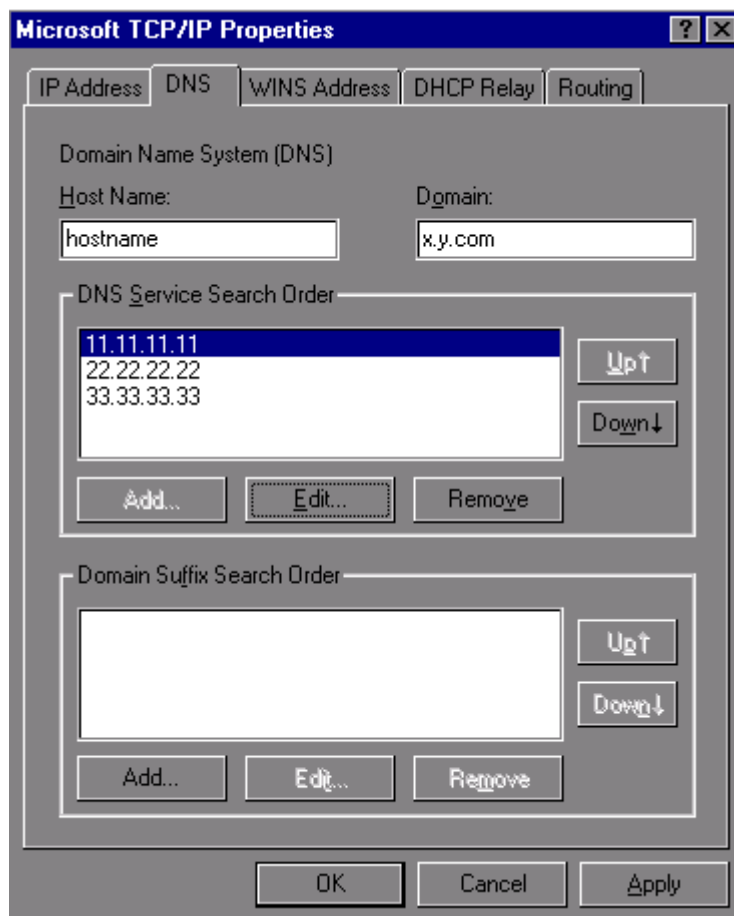 Microsoft TCP/IP Properties ? X
IP Address DNS WINS Address DHCP Relay Routing
Domain Name System (DNS)
Host Name: Domain:
hostname x.y.com
DNS Service Search Order
11.11.11.11
22.22.22.22
33.33.33.33
Up↑
Down↓
Add... Edit... Remove
Domain Suffix Search Order
Up↑
Down↓
Add... Edit... Remove
OK Cancel Apply